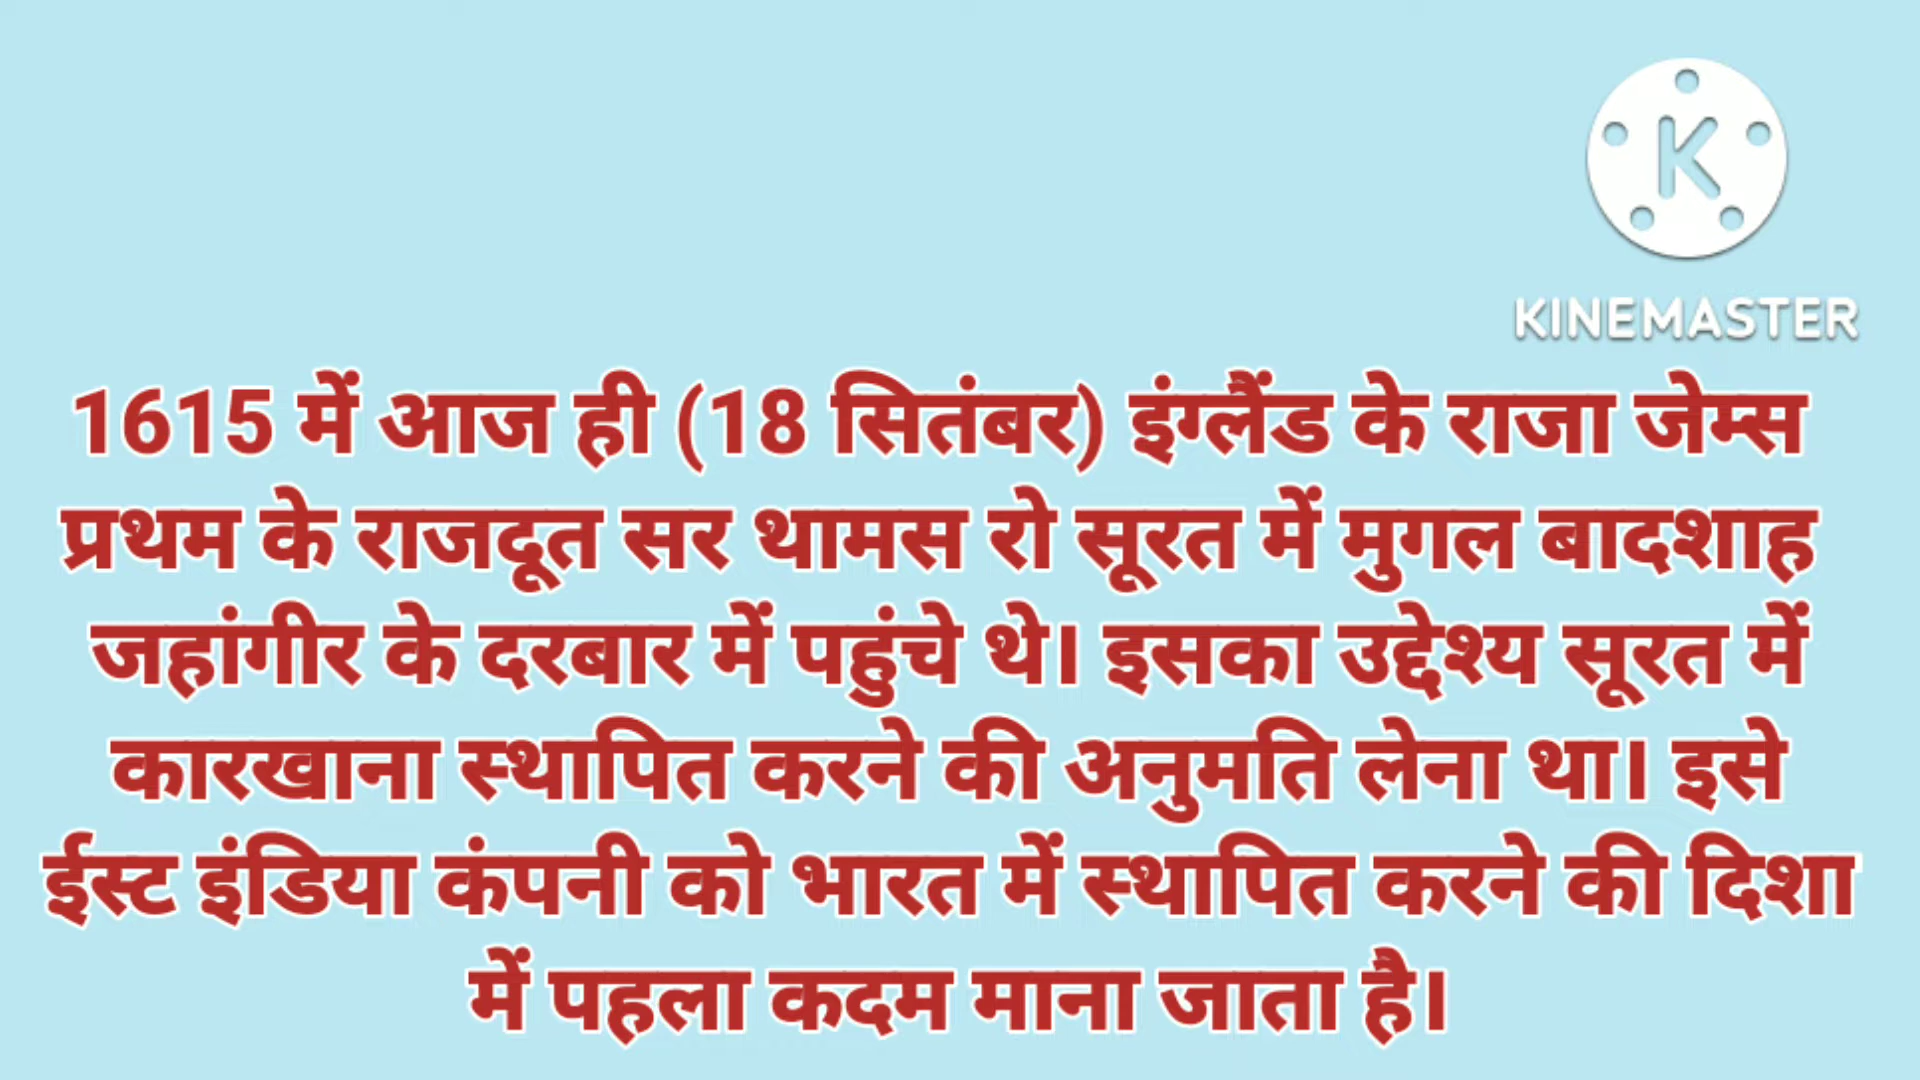 KINEMASTER
1615 में आज ही (18 सितंबर) इंग्लैंड के राजा जेम्स
प्रथम के राजदूत सर थामस रो सूरत में मुगल बादशाह
जहांगीर के दरबार में पहुंचे थे। इसका उद्देश्य सूरत में
कारखाना स्थापित करने की अनुमति लेना था। इसे
ईस्ट इंडिया कंपनी को भारत में स्थापित करने की दिशा
में पहला कदम माना जाता है।